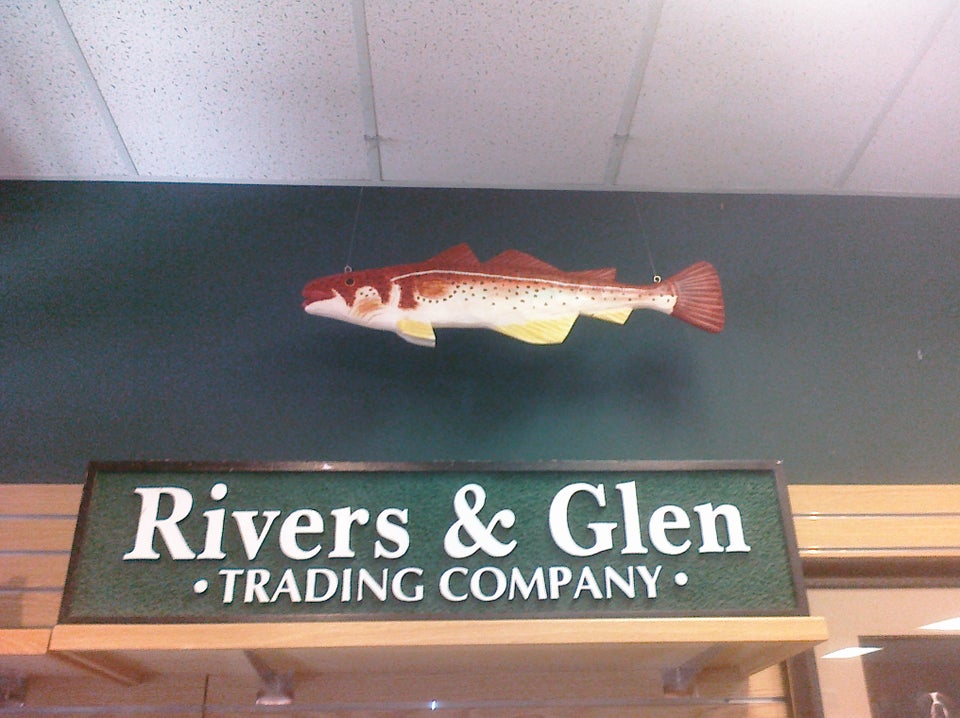 Rivers & Glen
• TRADING COMPANY •